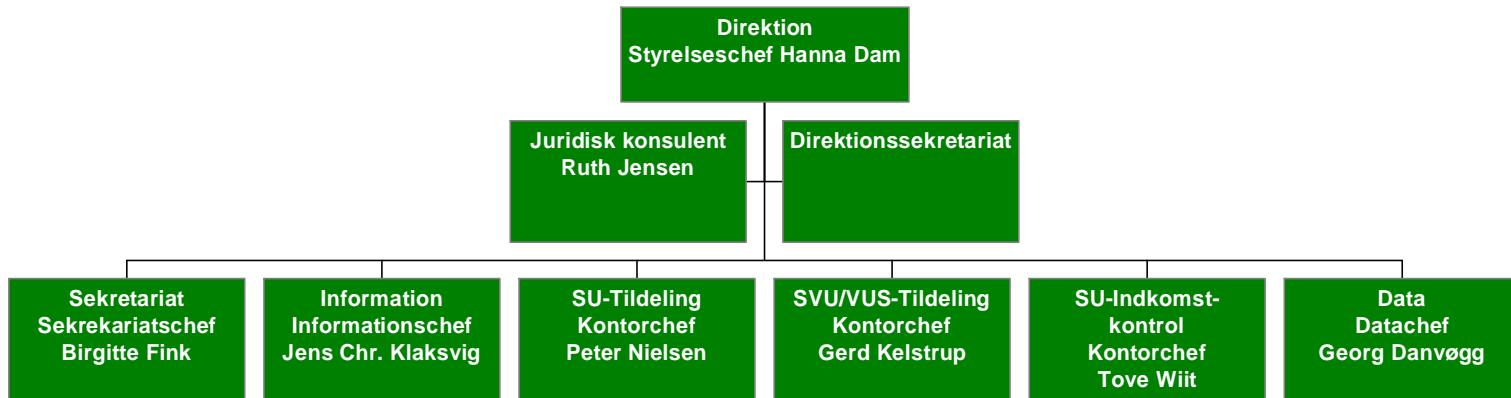 Direktion
Styrelseschef Hanna Dam
Juridisk konsulent
Ruth Jensen
Direktionssekretariat
Sekretariat
Sekrekariatschef
Birgitte Fink
Information
Informationschef
Jens Chr. Klaksvig
SU-Tildeling
Kontorchef
Peter Nielsen
SVU/VUS-Tildeling
Kontorchef
Gerd Kelstrup
SU-Indkomst-
kontrol
Kontorchef
Tove Wiit
Data
Datachef
Georg Danvøgg